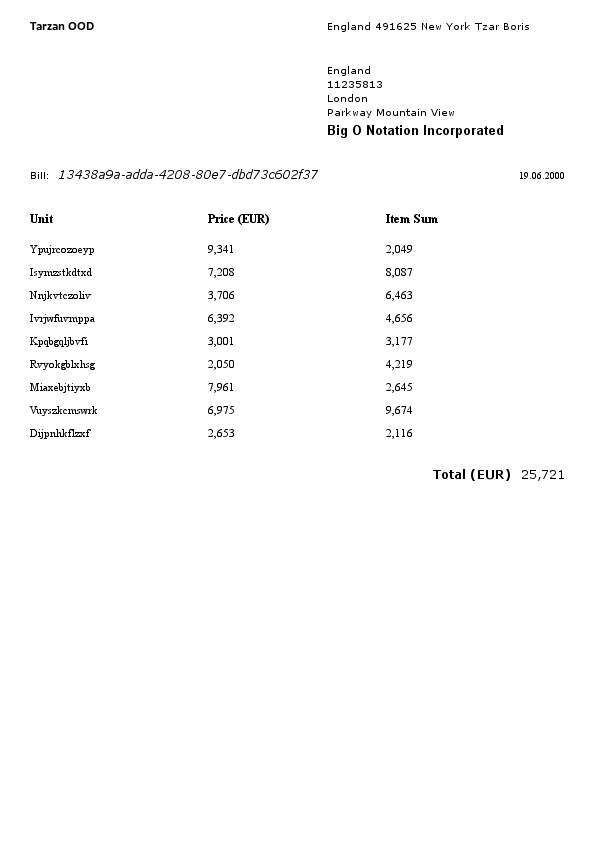 Tarzan OOD
England 491625 New York Tzar Boris
England
11235813
London
Parkway Mountain View
Big O Notation Incorporated
Bill: 13438a9a-adda-4208-80e7-dbd73c602f37 19.06.2000
Unit Price (EUR) Item Sum
Ypujrcozoeyp 9,341 2,049
Isymzstkdtxd 7,208 8,087
Nnjkvtczoliv 3,706 6,463
Ivrjwfuvmppa 6,392 4,656
Kpqbgqljbvfi 3,001 3,177
Rvyokgblxhsg 2,050 4,219
Miaxebjtiyxb 7,961 2,645
Vuyszkcmswrk 6,975 9,674
Dijpnhkflzxf 2,653 2,116
Total (EUR) 25,721